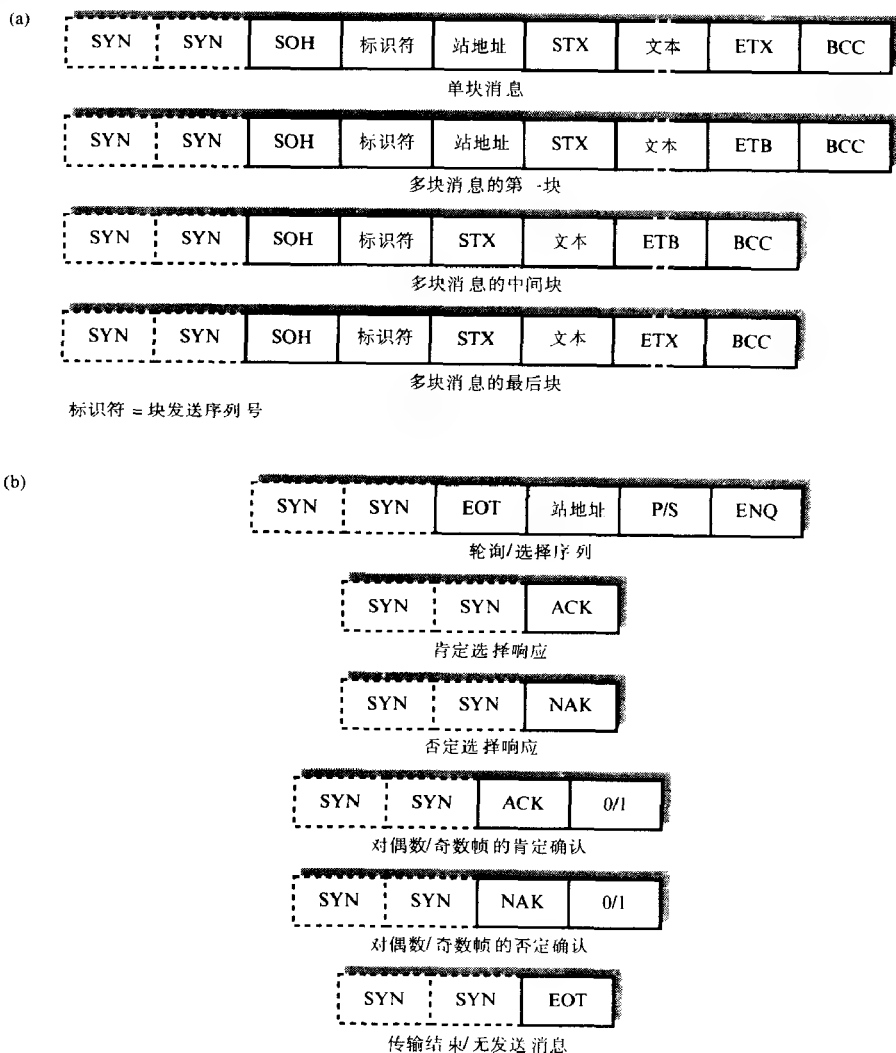 (a)
SYN SYN SOH 标识符 站地址 STX 文本 ETX BCC
单块消息
SYN SYN SOH 标识符 站地址 STX 文本 ETB BCC
多块消息的第一块
SYN SYN SOH 标识符 STX 文本 ETB BCC
多块消息的中间块
SYN SYN SOH 标识符 STX 文本 ETX BCC
多块消息的最后块
标识符 = 块发送序列号
(b)
SYN SYN EOT 站地址 P/S ENQ
轮询/选择序列
SYN SYN ACK
肯定选择响应
SYN SYN NAK
否定选择响应
SYN SYN ACK 0/1
对偶数/奇数帧的肯定确认
SYN SYN NAK 0/1
对偶数/奇数帧的否定确认
SYN SYN EOT
传输结束/无发送消息